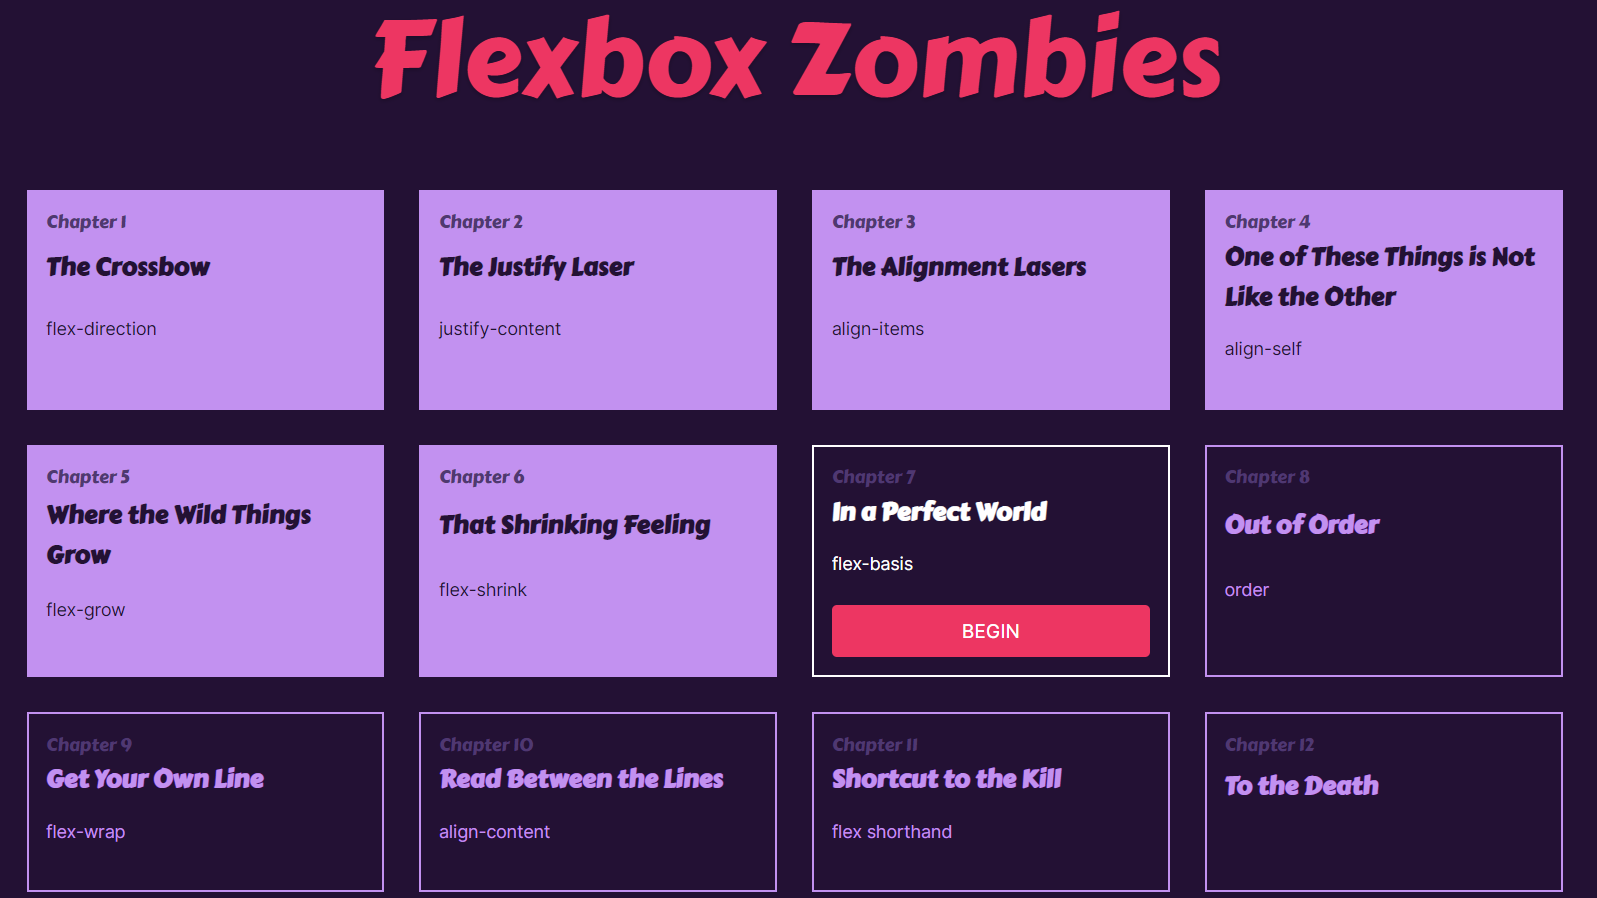 Flexbox Zombies
Chapter 1
The Crossbow
flex-direction
Chapter 2
The Justify Laser
justify-content
Chapter 3
The Alignment Lasers
align-items
Chapter 4
One of These Things is Not
Like the Other
align-self
Chapter 5
Where the Wild Things
Grow
flex-grow
Chapter 6
That Shrinking Feeling
flex-shrink
Chapter 7
In a Perfect World
flex-basis
BEGIN
Chapter 8
Out of Order
order
Chapter 9
Get Your Own Line
flex-wrap
Chapter 10
Read Between the Lines
align-content
Chapter 11
Shortcut to the Kill
flex shorthand
Chapter 12
To the Death